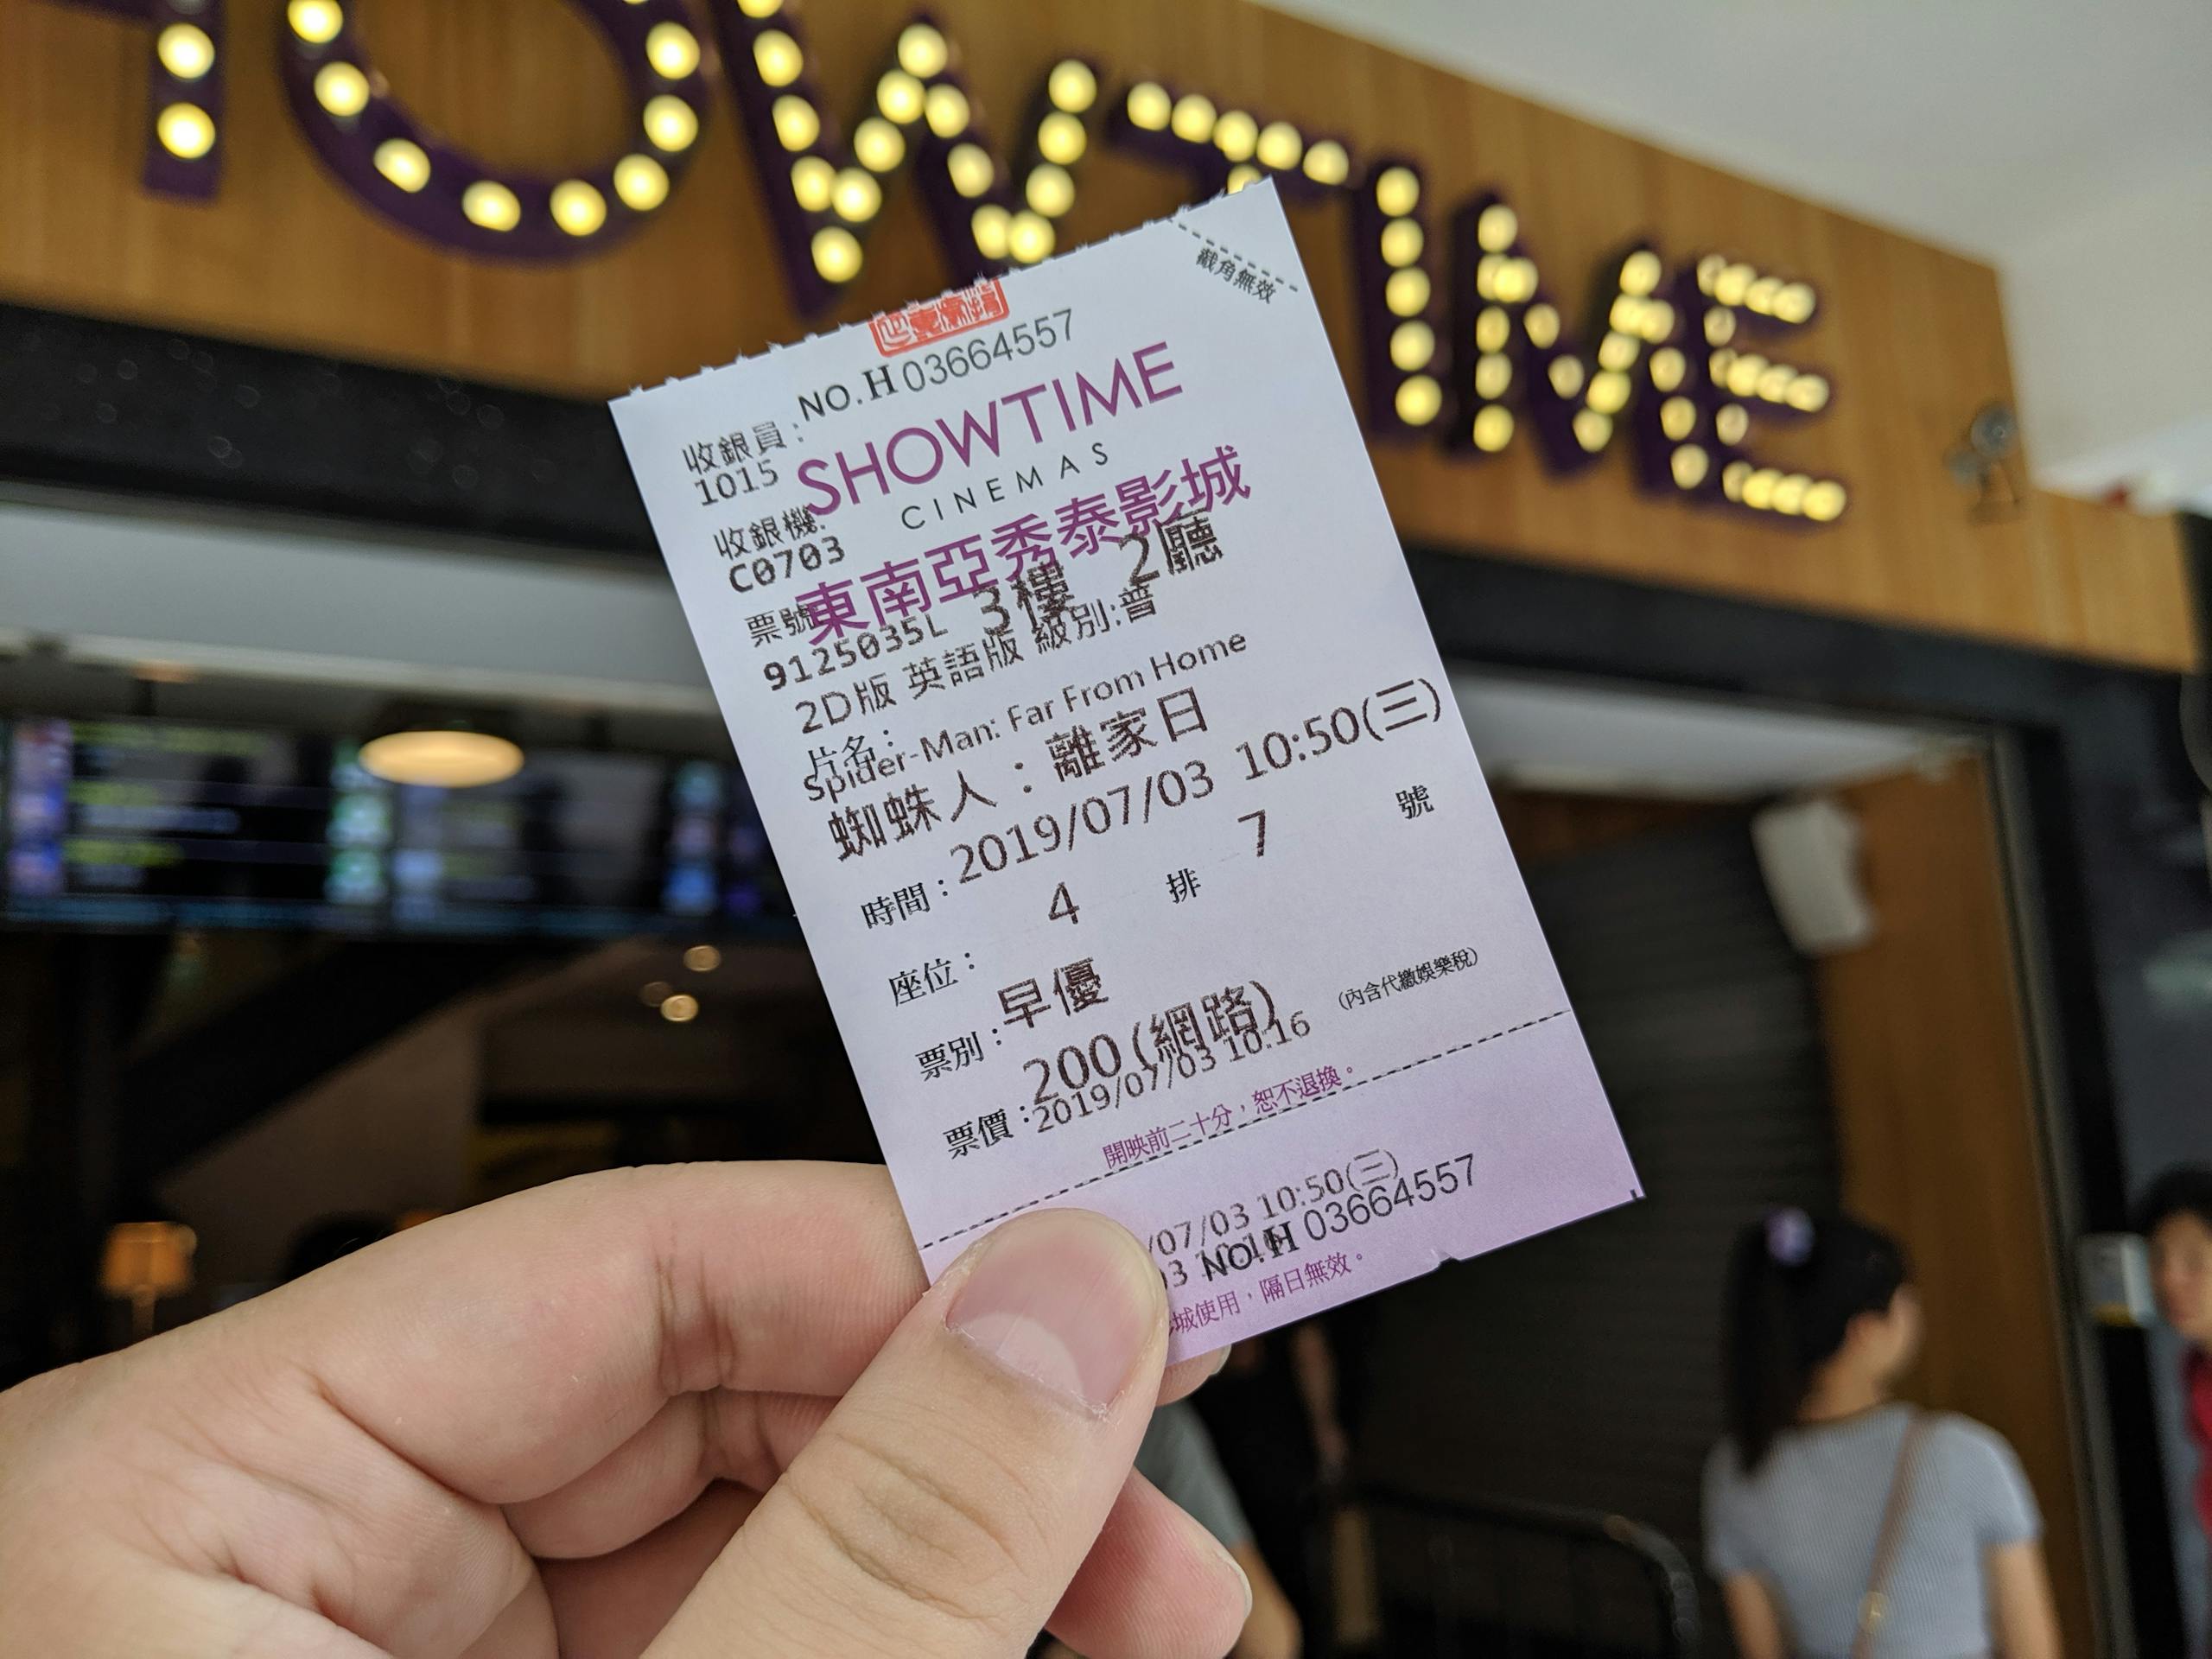 HOWTIME
截角無效
NO.H 03664557
收銀員:
1015
SHOWTIME
CINEMAS
收銀機:
C0703
東南亞秀泰影城
票號
9125035L 3樓 2廳
2D版 英語版 級別:普
片名:
Spider-Man: Far From Home
蜘蛛人:離家日
時間:2019/07/03 10:50(三)
座位: 4 排 7 號
票別:早優
票價:200(網路) (內含代繳娛樂稅)
2019/07/03 10:16
開映前二十分,恕不退換。
/07/03 10:50(三)
NO.H 03664557
城使用,隔日無效。